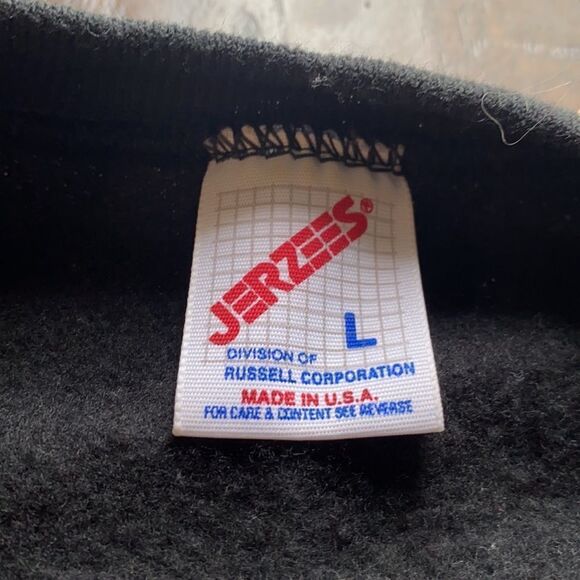 JERZEES®
L
DIVISION OF
RUSSELL CORPORATION
MADE IN U.S.A.
FOR CARE & CONTENT SEE REVERSE